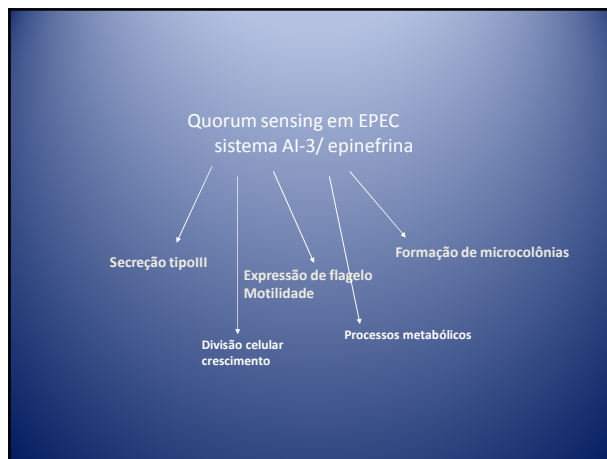 Quorum sensing em EPEC
sistema AI-3/ epinefrina
Secreção tipoIII
Expressão de flagelo
Motilidade
Formação de microcolônias
Divisão celular
crescimento
Processos metabólicos